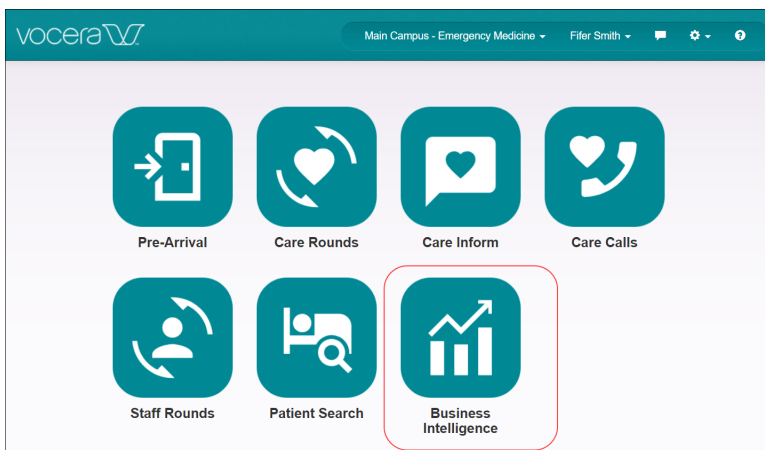 vocera
Main Campus - Emergency Medicine
Fifer Smith
Pre-Arrival
Care Rounds
Care Inform
Care Calls
Staff Rounds
Patient Search
Business
Intelligence